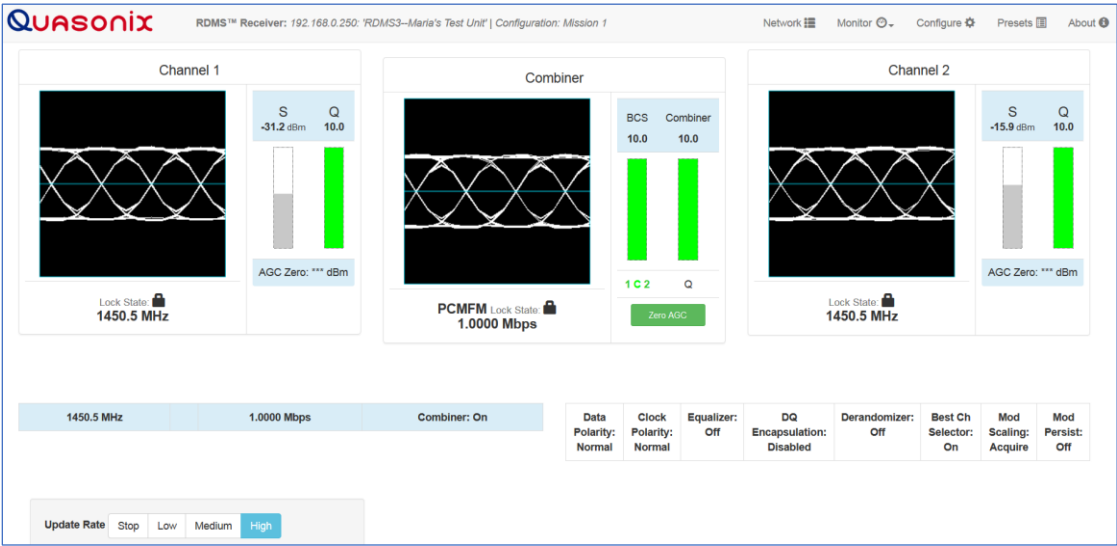 Quasonix
RDMS™ Receiver: 192.168.0.250: 'RDMS3--Maria's Test Unit' | Configuration: Mission 1
Network
Monitor
Configure
Presets
About
Channel 1
S Q
-31.2 dBm 10.0
AGC Zero: *** dBm
Lock State:
1450.5 MHz
Combiner
BCS Combiner
10.0 10.0
1 C 2 Q
Zero AGC
PCMFM Lock State:
1.0000 Mbps
Channel 2
S Q
-15.9 dBm 10.0
AGC Zero: *** dBm
Lock State:
1450.5 MHz
1450.5 MHz 1.0000 Mbps Combiner: On
Data Polarity: Normal
Clock Polarity: Normal
Equalizer: Off
DQ Encapsulation: Disabled
Derandomizer: Off
Best Ch Selector: On
Mod Scaling: Acquire
Mod Persist: Off
Update Rate Stop Low Medium High